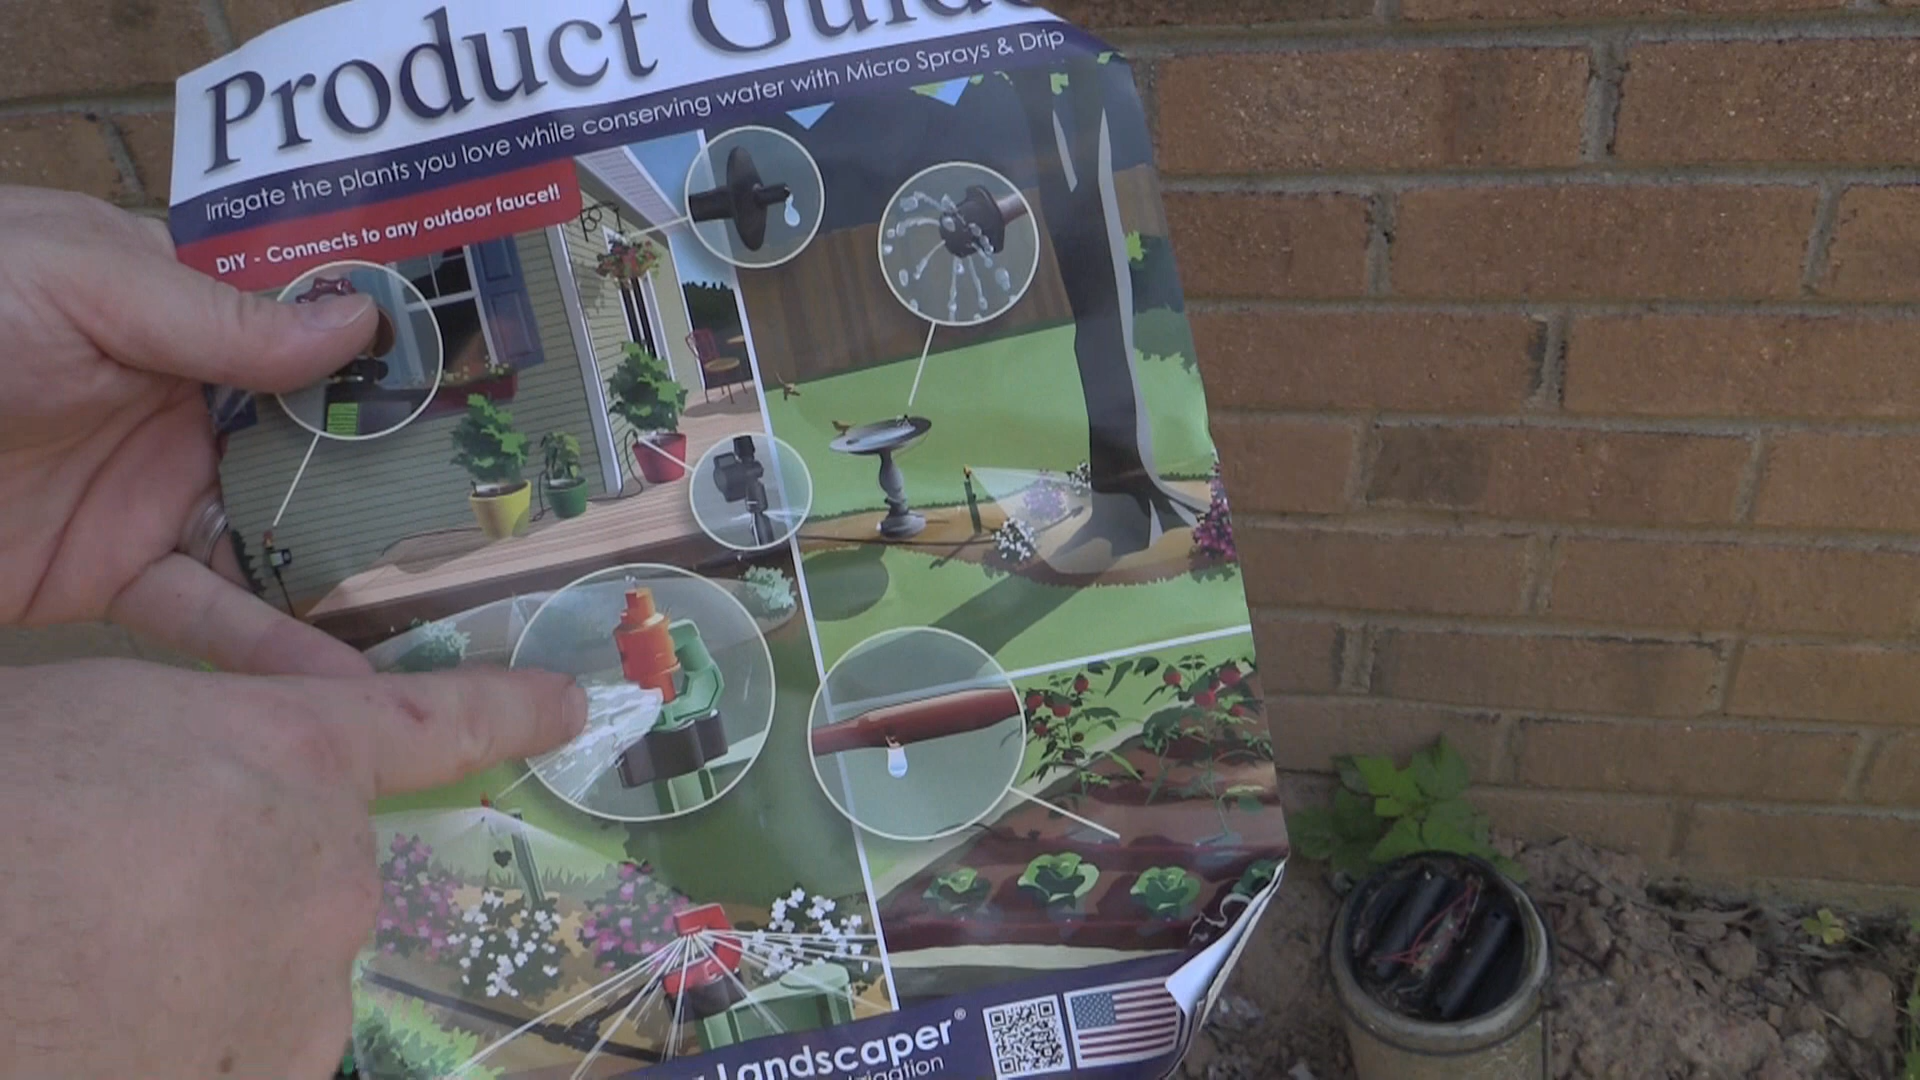 Product Guide
Irrigate the plants you love while conserving water with Micro Sprays & Drip
DIY - Connects to any outdoor faucet!
Landscaper®